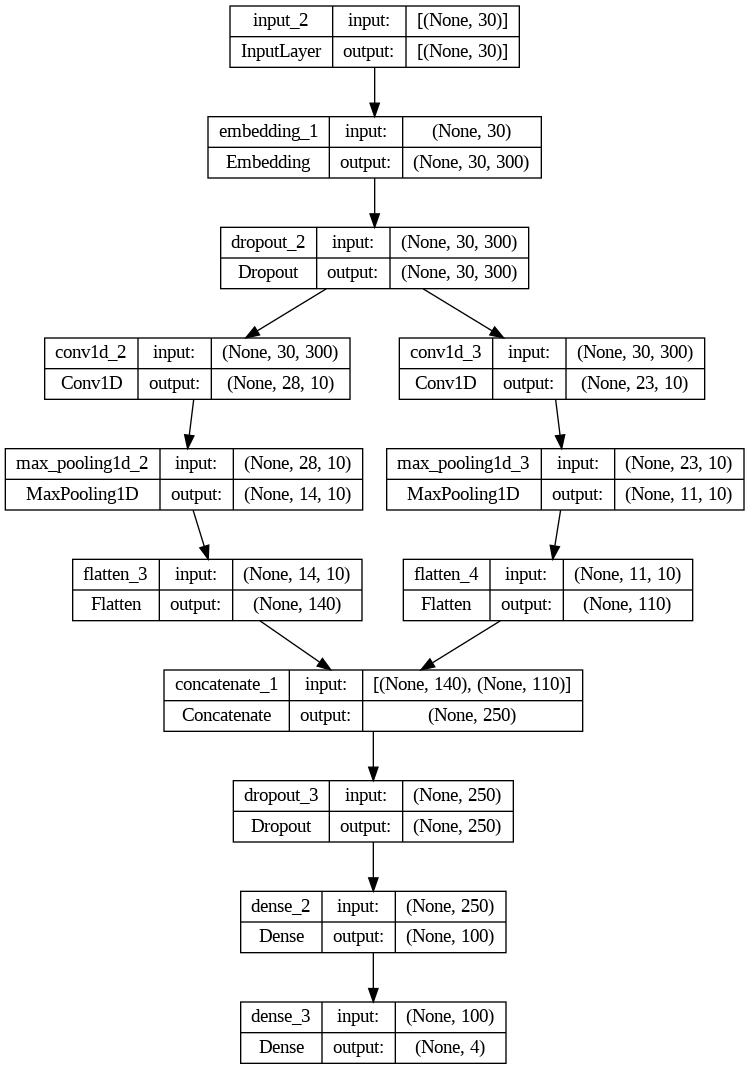 input_2 input: [(None, 30)]
InputLayer output: [(None, 30)]
embedding_1 input: (None, 30)
Embedding output: (None, 30, 300)
dropout_2 input: (None, 30, 300)
Dropout output: (None, 30, 300)
conv1d_2 input: (None, 30, 300)
Conv1D output: (None, 28, 10)
conv1d_3 input: (None, 30, 300)
Conv1D output: (None, 23, 10)
max_pooling1d_2 input: (None, 28, 10)
MaxPooling1D output: (None, 14, 10)
max_pooling1d_3 input: (None, 23, 10)
MaxPooling1D output: (None, 11, 10)
flatten_3 input: (None, 14, 10)
Flatten output: (None, 140)
flatten_4 input: (None, 11, 10)
Flatten output: (None, 110)
concatenate_1 input: [(None, 140), (None, 110)]
Concatenate output: (None, 250)
dropout_3 input: (None, 250)
Dropout output: (None, 250)
dense_2 input: (None, 250)
Dense output: (None, 100)
dense_3 input: (None, 100)
Dense output: (None, 4)